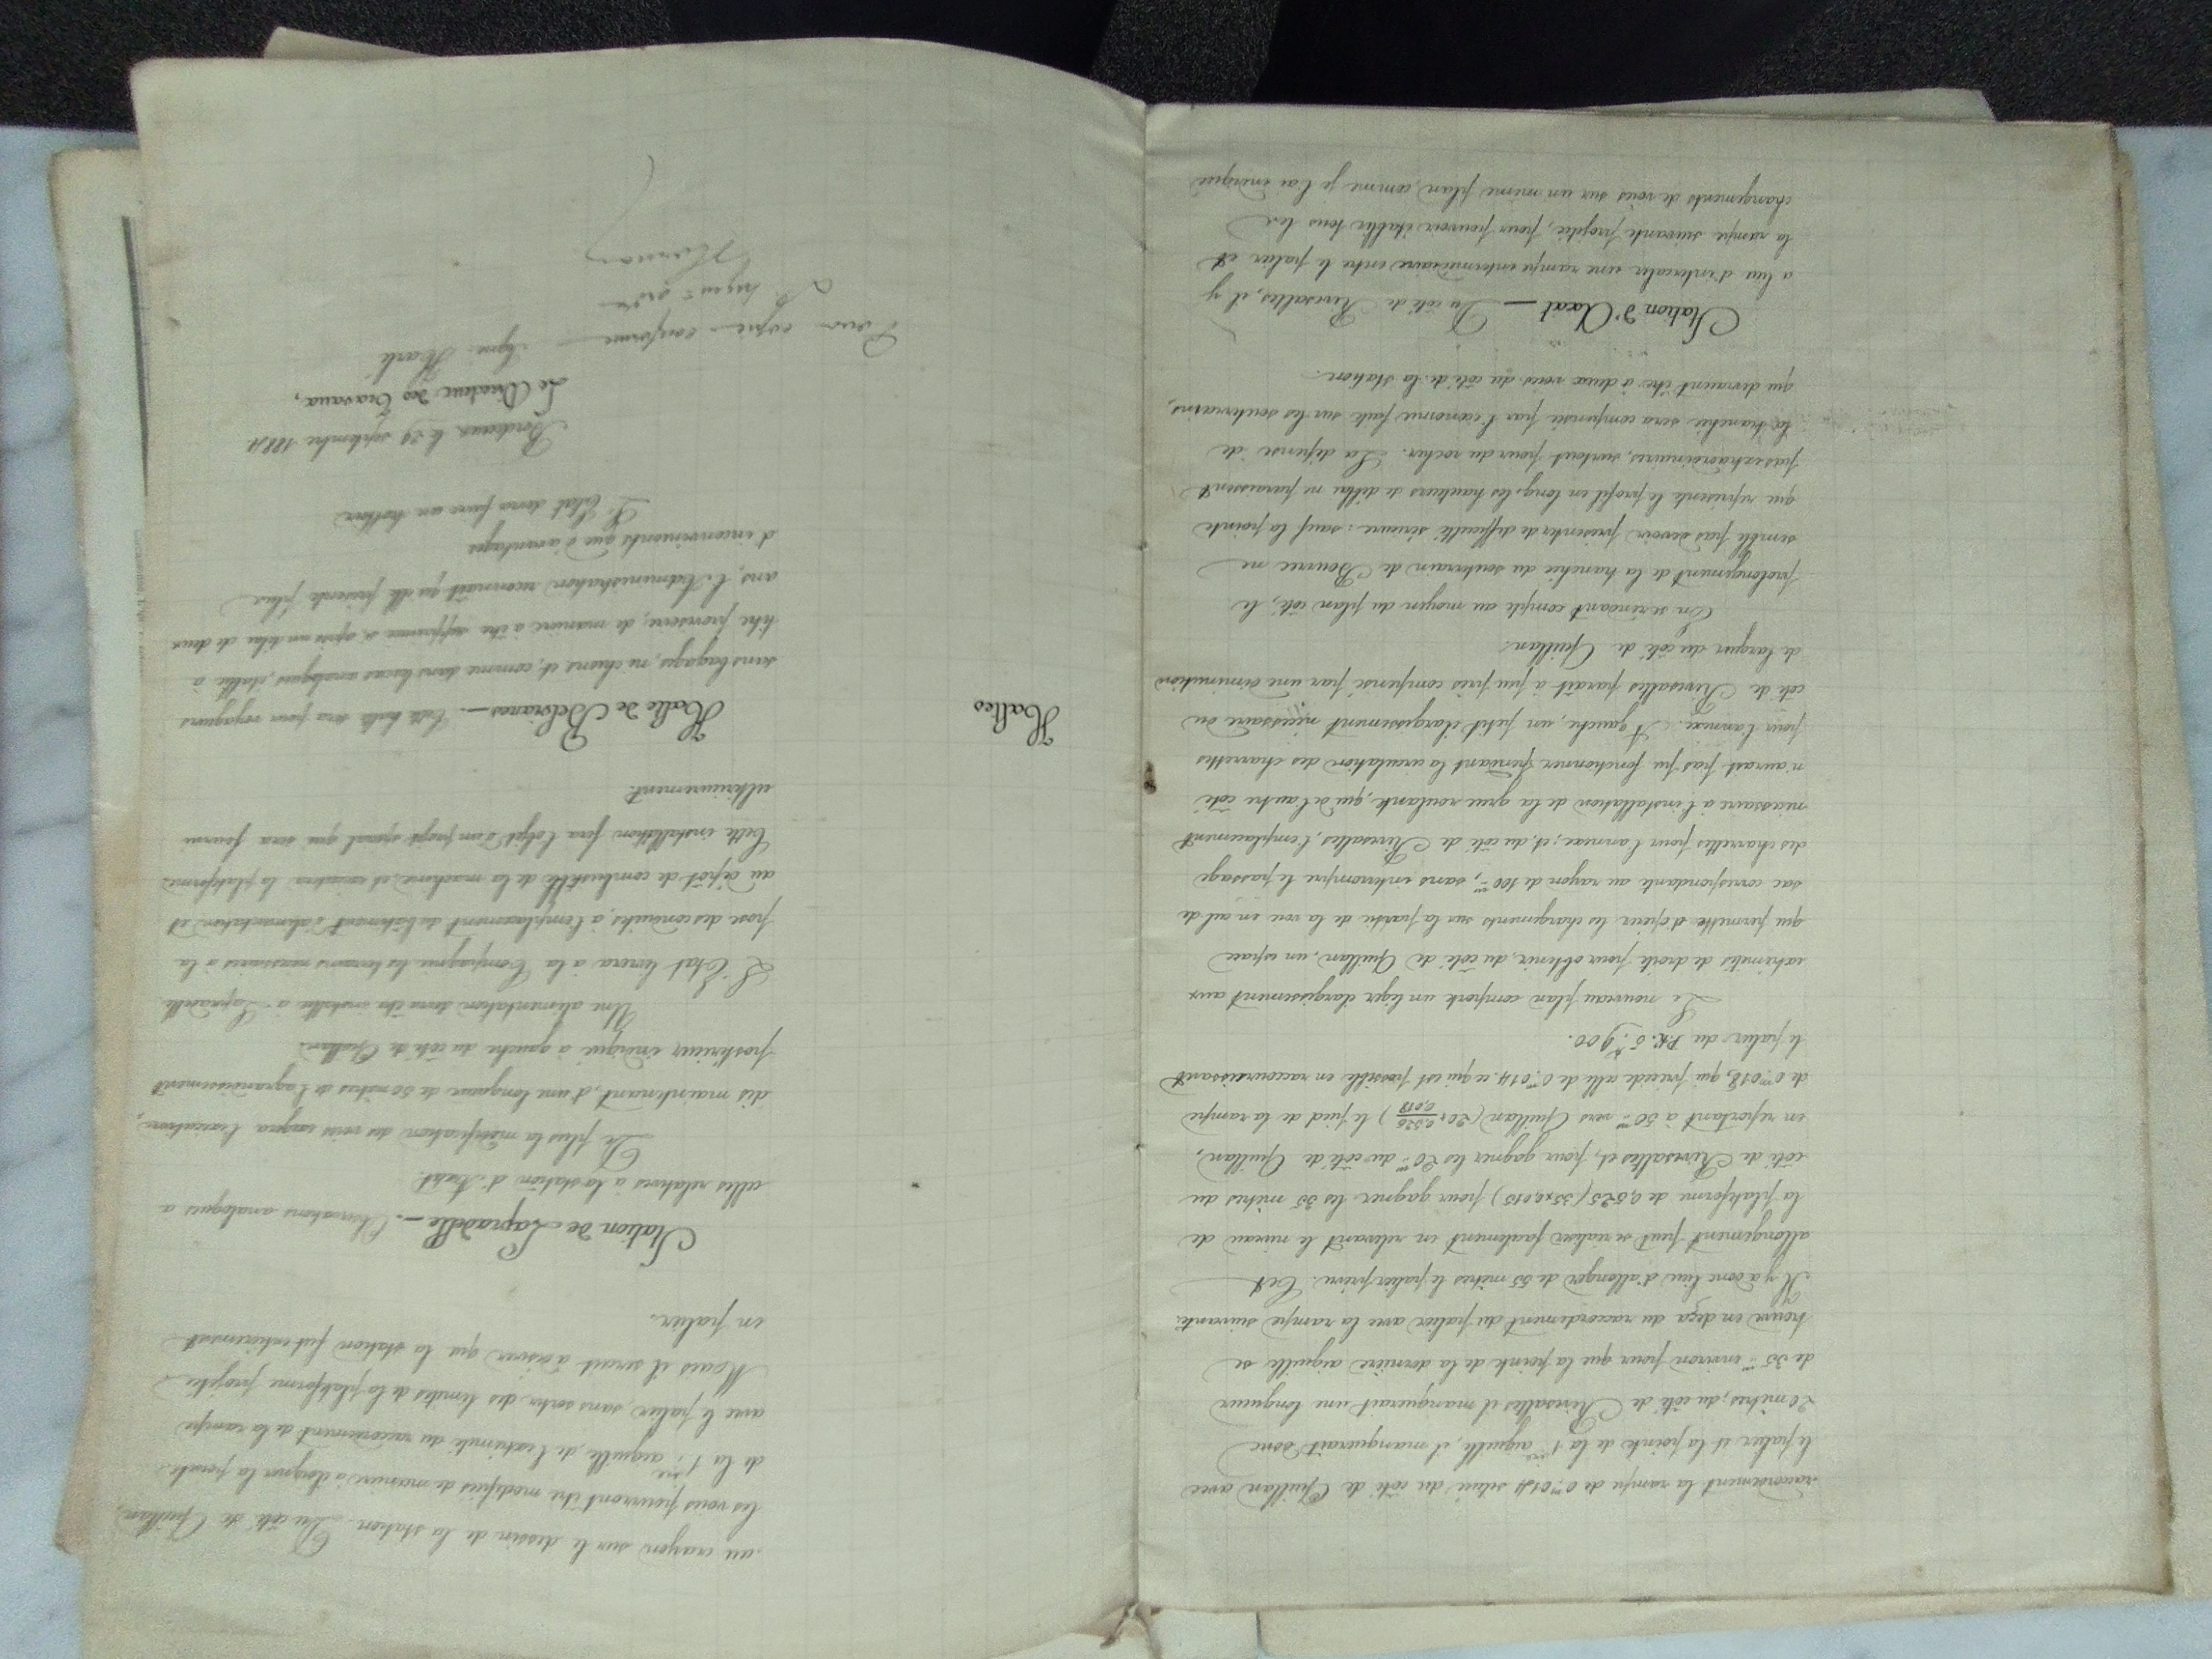 raccordement la rampe de 0.m014 située du côté de Quillan avec
le palier et la pointe de la 1ère aiguille, il manquerait donc
20 mètres; du côté de Rivesaltes il manquerait une longueur
de 35m environ pour que la pointe de la dernière aiguille se
trouve en deça du raccordement du palier avec la rampe suivante.
Il y a donc lieu d'allonger de 55 mètres le palier prévu. Cet
allongement peut se réaliser facilement en relevant le niveau de
la plateforme de 0,525 (35x0,015) pour gagner les 35 mètres du
côté de Rivesaltes et, pour gagner les 20m du côté de Quillan,
en reportant à 50m vers Quillan (20+ 0,525/0,018) le pied de la rampe
de 0.m018, qui précède celle de 0.m014. ce qui est possible en raccourcissant
le palier du P.K. 5k.900.
Le nouveau plan comporte un léger élargissement aux
extrémités de droite pour obtenir, du côté de Quillan, un espace
qui permette d'opérer les chargements sur la partie de la voie en cul-de
sac correspondante au rayon de 100m, sans interrompre le passage
des charrettes pour l'annexe; et, du côté de Rivesaltes, l'emplacement
nécessaire à l'installation de la grue roulante, qui de l'autre côté
n'aurait pas pu fonctionner pendant la circulation des charrettes
pour l'annexe. A gauche, un petit élargissement nécessaire du
côté de Rivesaltes paraît à peu près compensé par une diminution
de largeur du côté de Quillan.
En se rendant compte au moyen du plan côté, le
prolongement de la tranchée du souterrain de Bourrec ne
semble pas devoir présenter de difficulté sérieure: sauf la pointe
que représente le profil en long, les hauteurs de déblai ne paraissent
pas extraordinaires, surtout pour du rocher. La dépense de
la tranchée sera compensée par l'économie faite sur les souterrains,
qui devraient être à deux voies du côté de la station.
Station d'Axat — Du côté de Rivesaltes, il y
a lieu d'intercaler une rampe intermédiaire entre le palier et
la rampe suivante projetée, pour pouvoir établir tous les
changements de voies sur un même plan, comme je l'ai indiqué
au crayon sur le dessin de la station. Du côté de Quillan,
les voies pourront être modifiées de manière à éloigner la pointe
de la 1ère aiguille, de l'extrémité du raccordement de la rampe
avec le palier, sans sortir des limites de la plateforme projetée.
Mais il serait à désirer que la station fut entièrement
en palier.
Station de Lapradelle —. Observations analogues a
celles relatives à la station d'Axat.
De plus la modification des voies exigera l'exécution,
dès maintenant, d'une longueur de 50 mètres de l'agrandissement
postérieur indiqué à gauche du côté de Quillan.
Une alimentation devra être installée à Lapradelle
L'Etat livrera à la Compagnie les terrains nécessaires à la
pose des conduites, à l'emplacement du bâtiment d'alimentation et
au dépôt de combustible de la machine, et exécutera la plateforme.
Cette installation fera l'objet d'un projet spécial qui sera fourni
ultérieurement.
Haltes
Halte de Belvianes —. Cette halte sera pour voyageurs
sans bagages, ni chiens et, comme dans les cas analogues, établie à
titre provisoire, de manière à être supprimée si, après un délai de deux
ans, l'Administration reconnaît qu'elle présente plus
d'inconvénients que d'avantages
L'Etat devra faire un trottoir
Bordeaux le 29 septembre 1884.
Le Directeur des Travaux,
Signé: Harlé
Pour copie conforme
L'Ingénr ordre